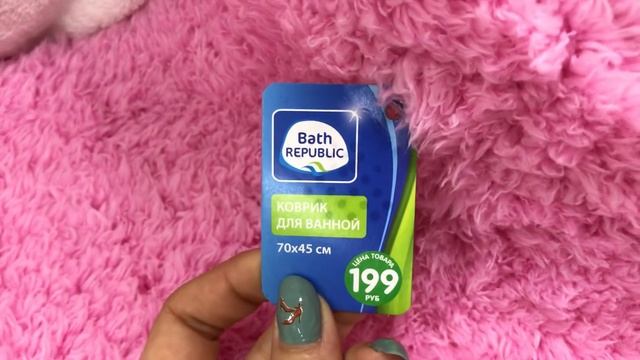 Bath
REPUBLIC
КОВРИК
ДЛЯ ВАННОЙ
70x45 см
ЦЕНА ТОВАРА
199
РУБ